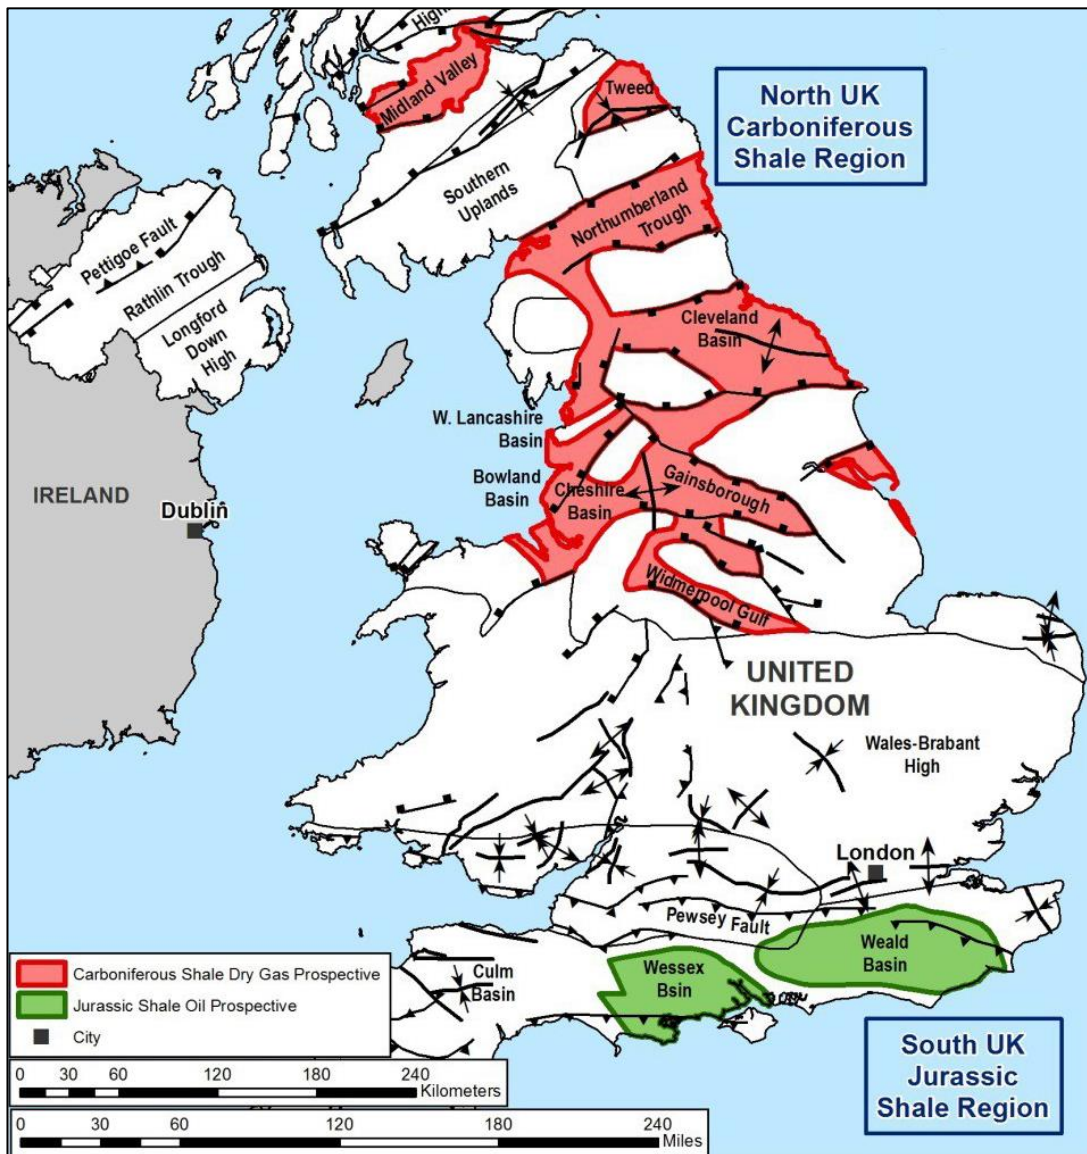 High
Midland Valley
Tweed
North UK
Carboniferous
Shale Region
Southern
Uplands
Northumberland
Trough
Pettigoe Fault
Rathlin Trough
Longford
Down
High
Cleveland
Basin
W. Lancashire
Basin
Bowland
Basin
Cheshire
Basin
Gainsborough
IRELAND
Dublin
Widmerpool Gulf
UNITED
KINGDOM
Wales-Brabant
High
London
Pewsey Fault
Weald
Basin
Wessex
Bsin
Culm
Basin
Carboniferous Shale Dry Gas Prospective
Jurassic Shale Oil Prospective
City
0 30 60 120 180 240
Kilometers
0 30 60 120 180 240
Miles
South UK
Jurassic
Shale Region